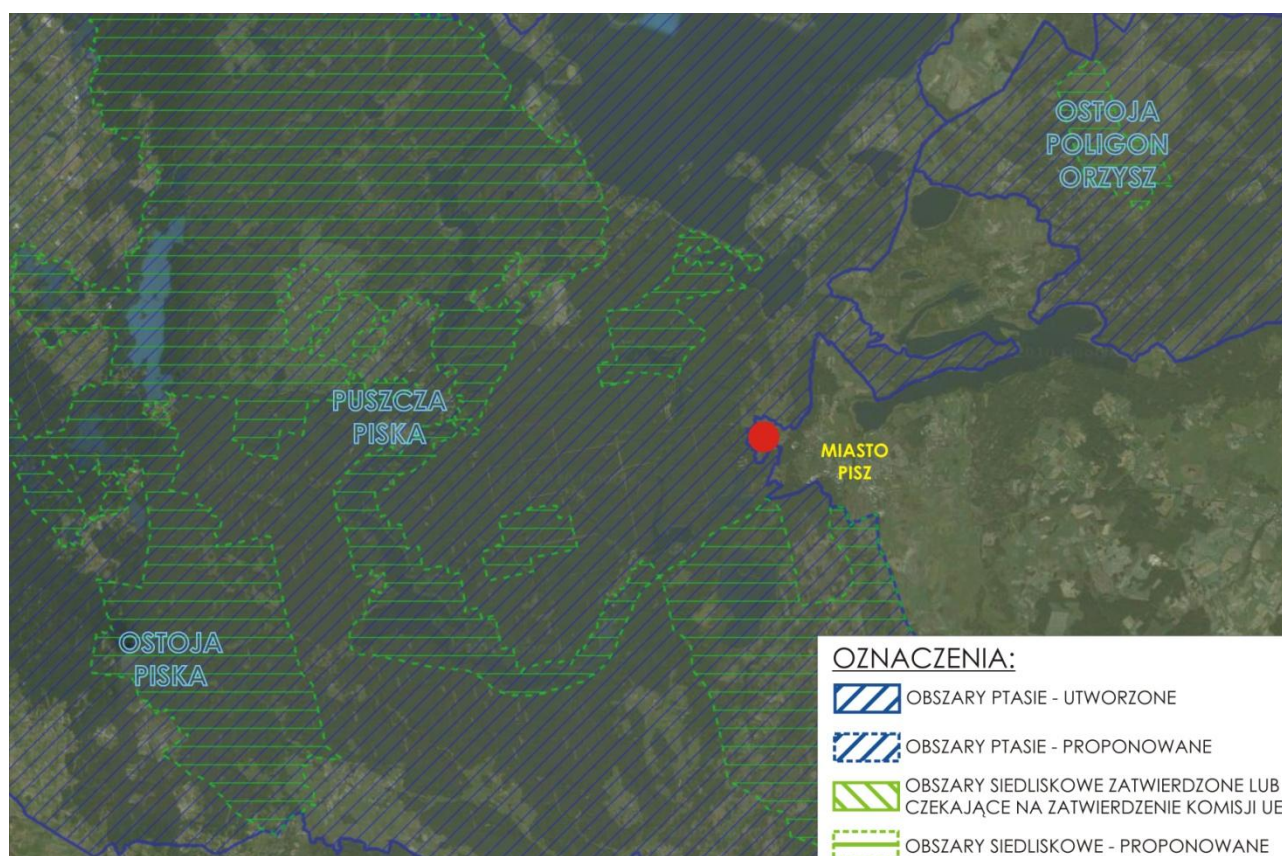 OSTOJA
POLIGON
ORZYSZ
PUSZCZA
PISKA
MIASTO
PISZ
OSTOJA
PISKA
OZNACZENIA:
OBSZARY PTASIE - UTWORZONE
OBSZARY PTASIE - PROPONOWANE
OBSZARY SIEDLISKOWE ZATWIERDZONE LUB
CZEKAJĄCE NA ZATWIERDZENIE KOMISJI UE
OBSZARY SIEDLISKOWE - PROPONOWANE